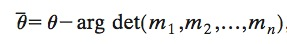 θ̅ = θ − arg det(m₁,m₂,…,mₙ),